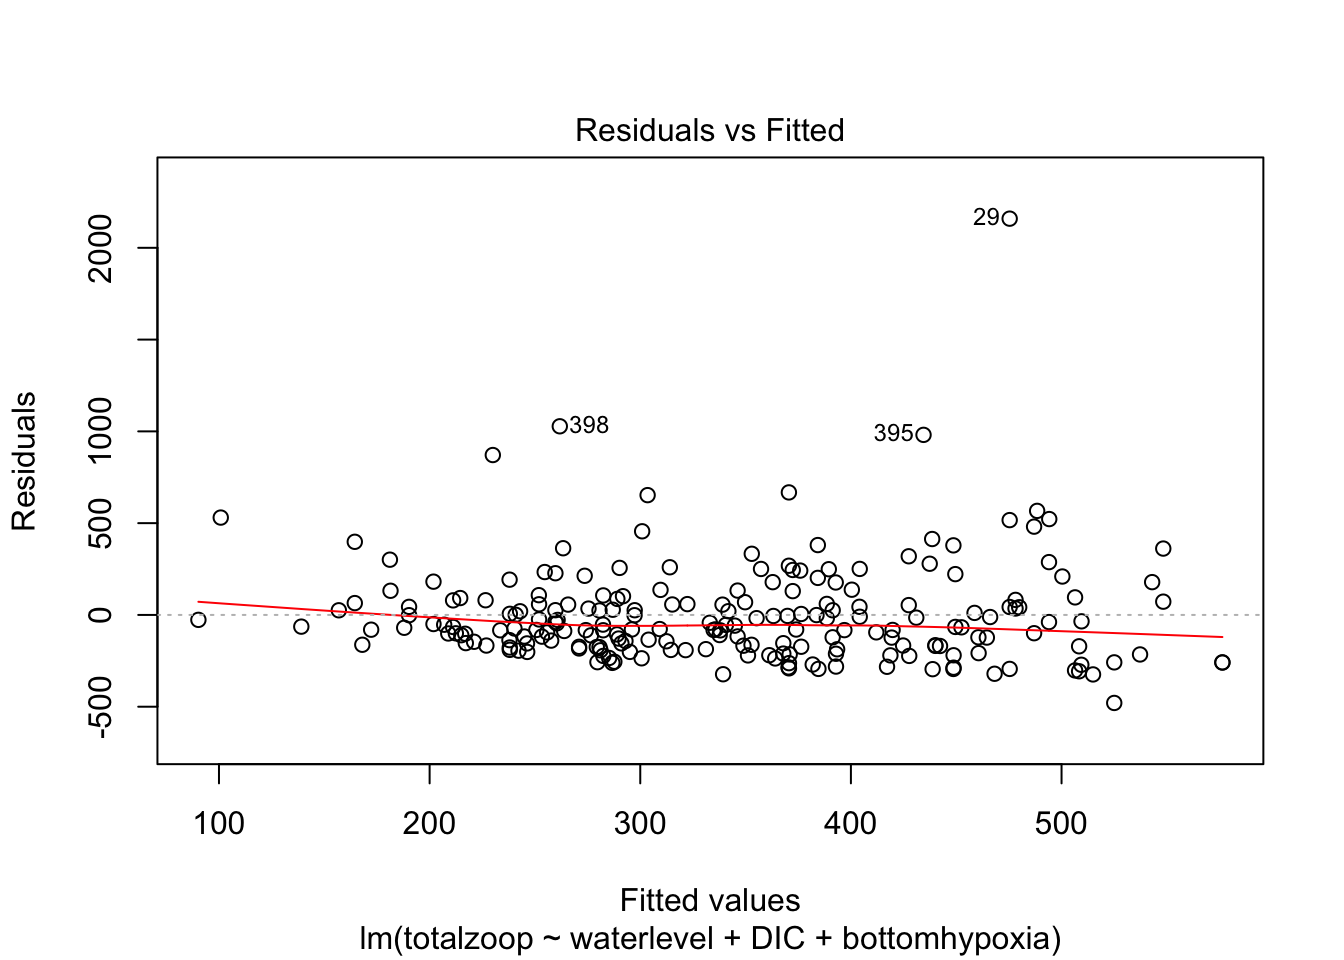 Residuals vs Fitted
Residuals
2000
1000
500
0
-500
29
398
395
100 200 300 400 500
Fitted values
lm(totalzoop ~ waterlevel + DIC + bottomhypoxia)